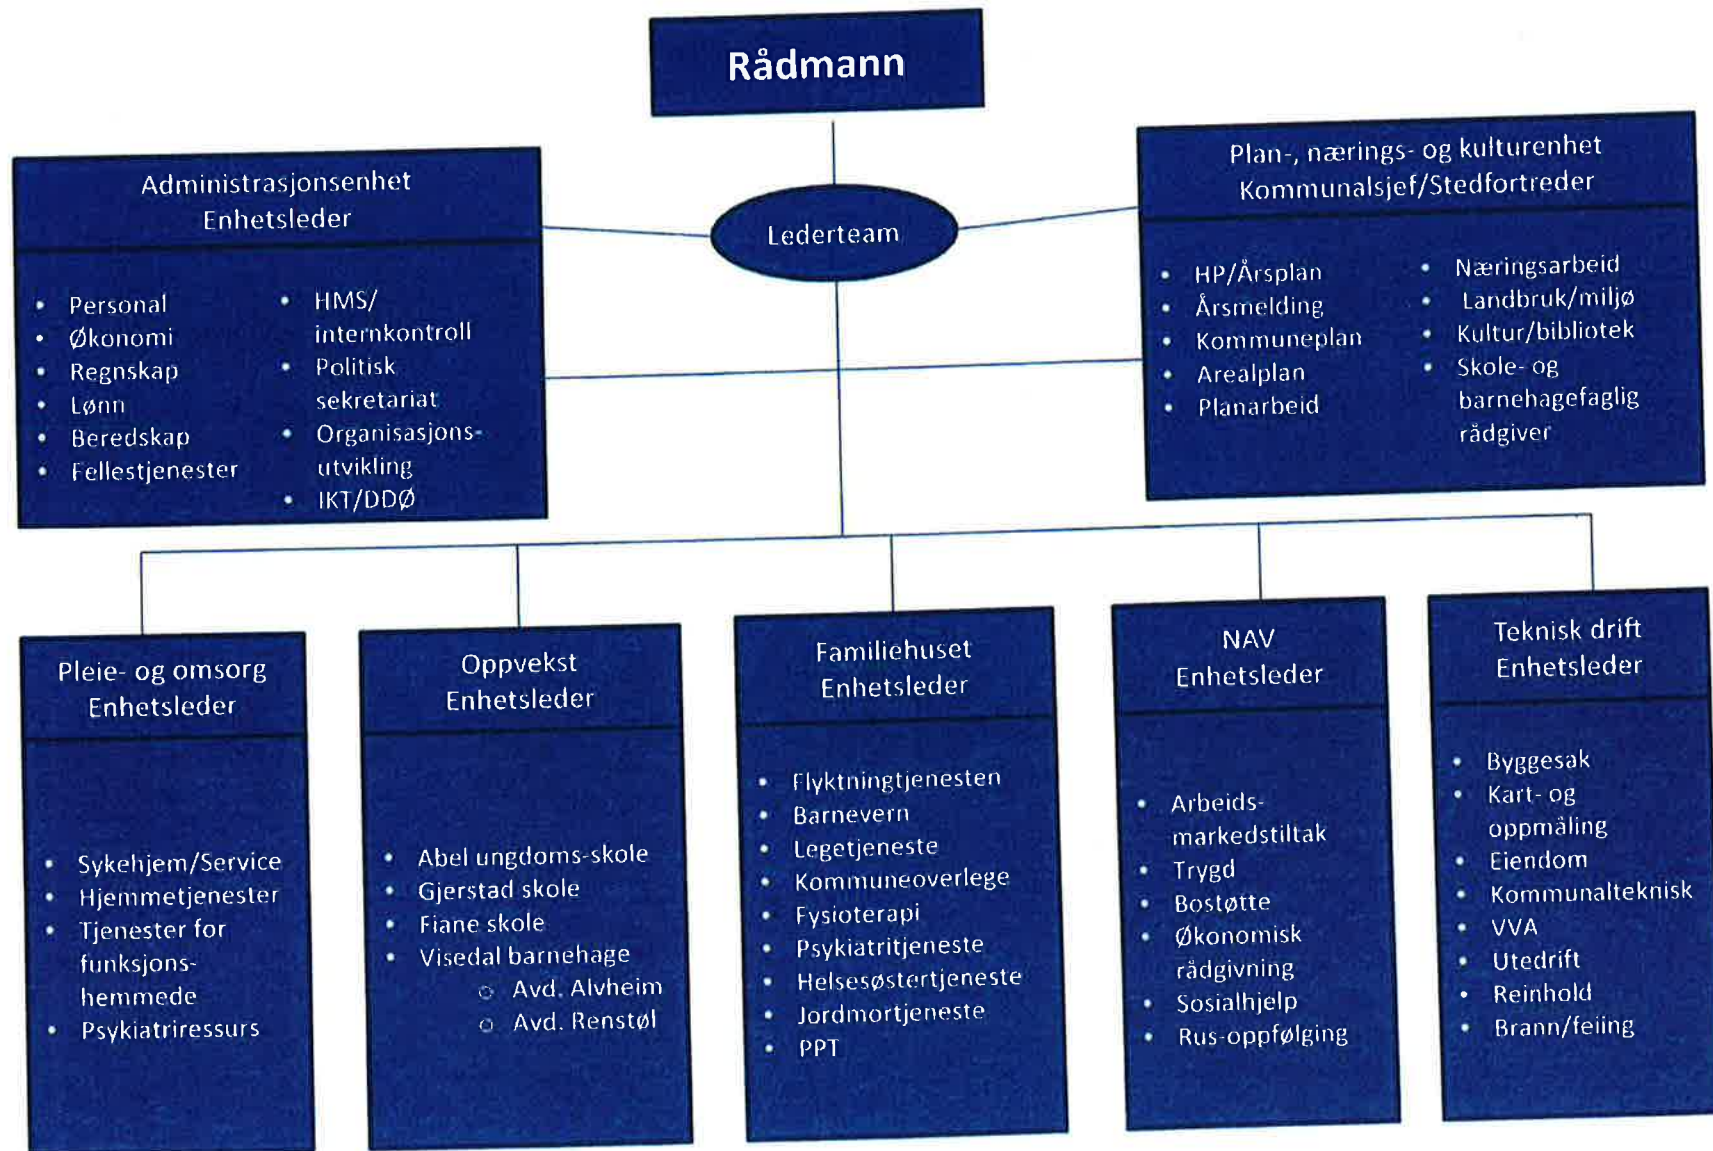 Rådmann
Lederteam
Administrasjonsenhet
Enhetsleder
• Personal
• Økonomi
• Regnskap
• Lønn
• Beredskap
• Fellestjenester
• HMS/
internkontroll
• Politisk
sekretariat
• Organisasjons-
utvikling
• IKT/DDØ
Plan-, nærings- og kulturenhet
Kommunalsjef/Stedfortreder
• HP/Årsplan
• Årsmelding
• Kommuneplan
• Arealplan
• Planarbeid
• Næringsarbeid
• Landbruk/miljø
• Kultur/bibliotek
• Skole- og
barnehagefaglig
rådgiver
Pleie- og omsorg
Enhetsleder
• Sykehjem/Service
• Hjemmetjenester
• Tjenester for
funksjons-
hemmede
• Psykiatriressurs
Oppvekst
Enhetsleder
• Abel ungdoms-skole
• Gjerstad skole
• Fiane skole
• Visedal barnehage
○ Avd. Alvheim
○ Avd. Renstøl
Familiehuset
Enhetsleder
• Flyktningtjenesten
• Barnevern
• Legetjeneste
• Kommuneoverlege
• Fysioterapi
• Psykiatritjeneste
• Helsesøstertjeneste
• Jordmortjeneste
• PPT
NAV
Enhetsleder
• Arbeids-
markedstiltak
• Trygd
• Bostøtte
• Økonomisk
rådgivning
• Sosialhjelp
• Rus-oppfølging
Teknisk drift
Enhetsleder
• Byggesak
• Kart- og
oppmåling
• Eiendom
• Kommunalteknisk
• VVA
• Utedrift
• Reinhold
• Brann/feiing